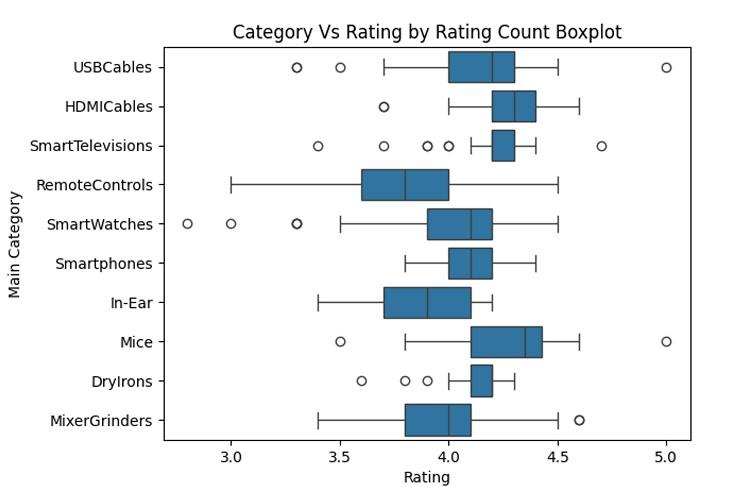 Category Vs Rating by Rating Count Boxplot
Main Category
USBCables
HDMICables
SmartTelevisions
RemoteControls
SmartWatches
Smartphones
In-Ear
Mice
DryIrons
MixerGrinders
3.0 3.5 4.0 4.5 5.0
Rating